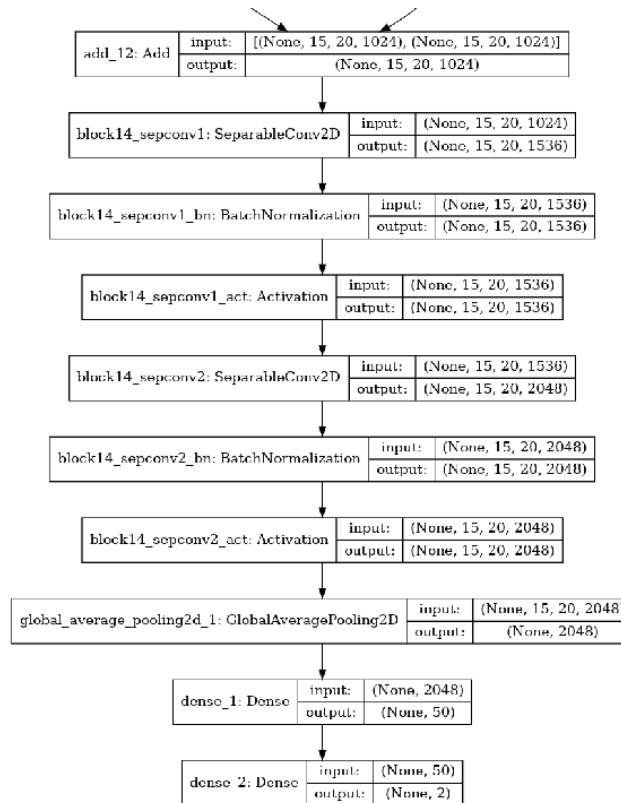 add_12: Add
input: [(None, 15, 20, 1024), (None, 15, 20, 1024)]
output: (None, 15, 20, 1024)
block14_sepconv1: SeparableConv2D
input: (None, 15, 20, 1024)
output: (None, 15, 20, 1536)
block14_sepconv1_bn: BatchNormalization
input: (None, 15, 20, 1536)
output: (None, 15, 20, 1536)
block14_sepconv1_act: Activation
input: (None, 15, 20, 1536)
output: (None, 15, 20, 1536)
block14_sepconv2: SeparableConv2D
input: (None, 15, 20, 1536)
output: (None, 15, 20, 2048)
block14_sepconv2_bn: BatchNormalization
input: (None, 15, 20, 2048)
output: (None, 15, 20, 2048)
block14_sepconv2_act: Activation
input: (None, 15, 20, 2048)
output: (None, 15, 20, 2048)
global_average_pooling2d_1: GlobalAveragePooling2D
input: (None, 15, 20, 2048)
output: (None, 2048)
dense_1: Dense
input: (None, 2048)
output: (None, 50)
dense_2: Dense
input: (None, 50)
output: (None, 2)